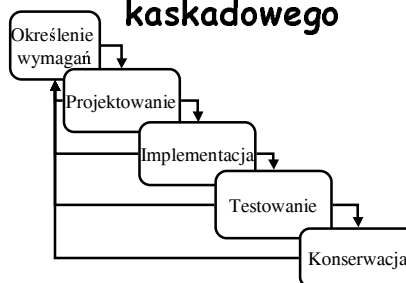 kaskadowego
Określenie
wymagań
Projektowanie
Implementacja
Testowanie
Konserwacja